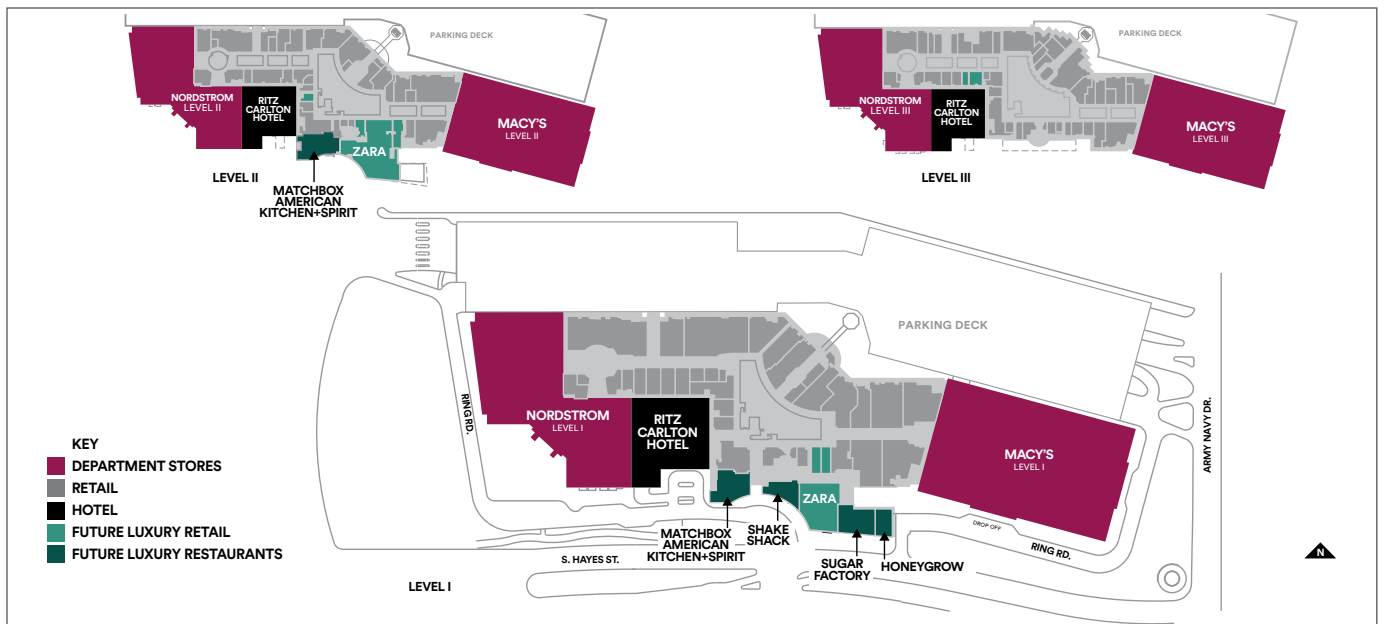 PARKING DECK
NORDSTROM
LEVEL II
RITZ
CARLTON
HOTEL
MACY'S
LEVEL II
ZARA
LEVEL II
MATCHBOX
AMERICAN
KITCHEN+SPIRIT
PARKING DECK
NORDSTROM
LEVEL III
RITZ
CARLTON
HOTEL
MACY'S
LEVEL III
LEVEL III
PARKING DECK
RING RD.
NORDSTROM
LEVEL I
RITZ
CARLTON
HOTEL
MACY'S
LEVEL I
ARMY NAVY DR.
ZARA
MATCHBOX
AMERICAN
KITCHEN+SPIRIT
SHAKE
SHACK
SUGAR
FACTORY
HONEYGROW
DROP OFF
RING RD.
S. HAYES ST.
LEVEL I
N
KEY
DEPARTMENT STORES
RETAIL
HOTEL
FUTURE LUXURY RETAIL
FUTURE LUXURY RESTAURANTS